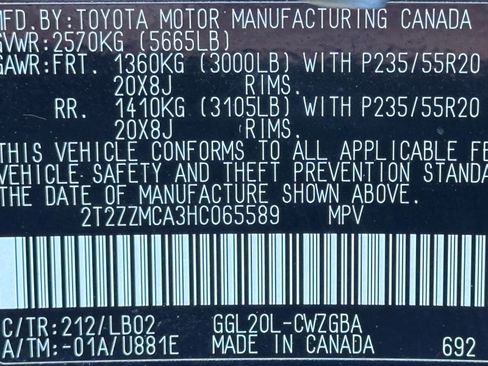 MFD. BY: TOYOTA MOTOR MANUFACTURING CANADA
GVWR: 2570KG (5665LB)
GAWR: FRT. 1360KG (3000LB) WITH P235/55R20
20X8J RIMS.
RR. 1410KG (3105LB) WITH P235/55R20
20X8J RIMS.
THIS VEHICLE CONFORMS TO ALL APPLICABLE FE
VEHICLE SAFETY AND THEFT PREVENTION STANDA
THE DATE OF MANUFACTURE SHOWN ABOVE.
2T2ZZMCA3HC065589 MPV
C/TR: 212/LB02 GGL20L-CWZGBA
A/TM: -01A/U881E MADE IN CANADA 692